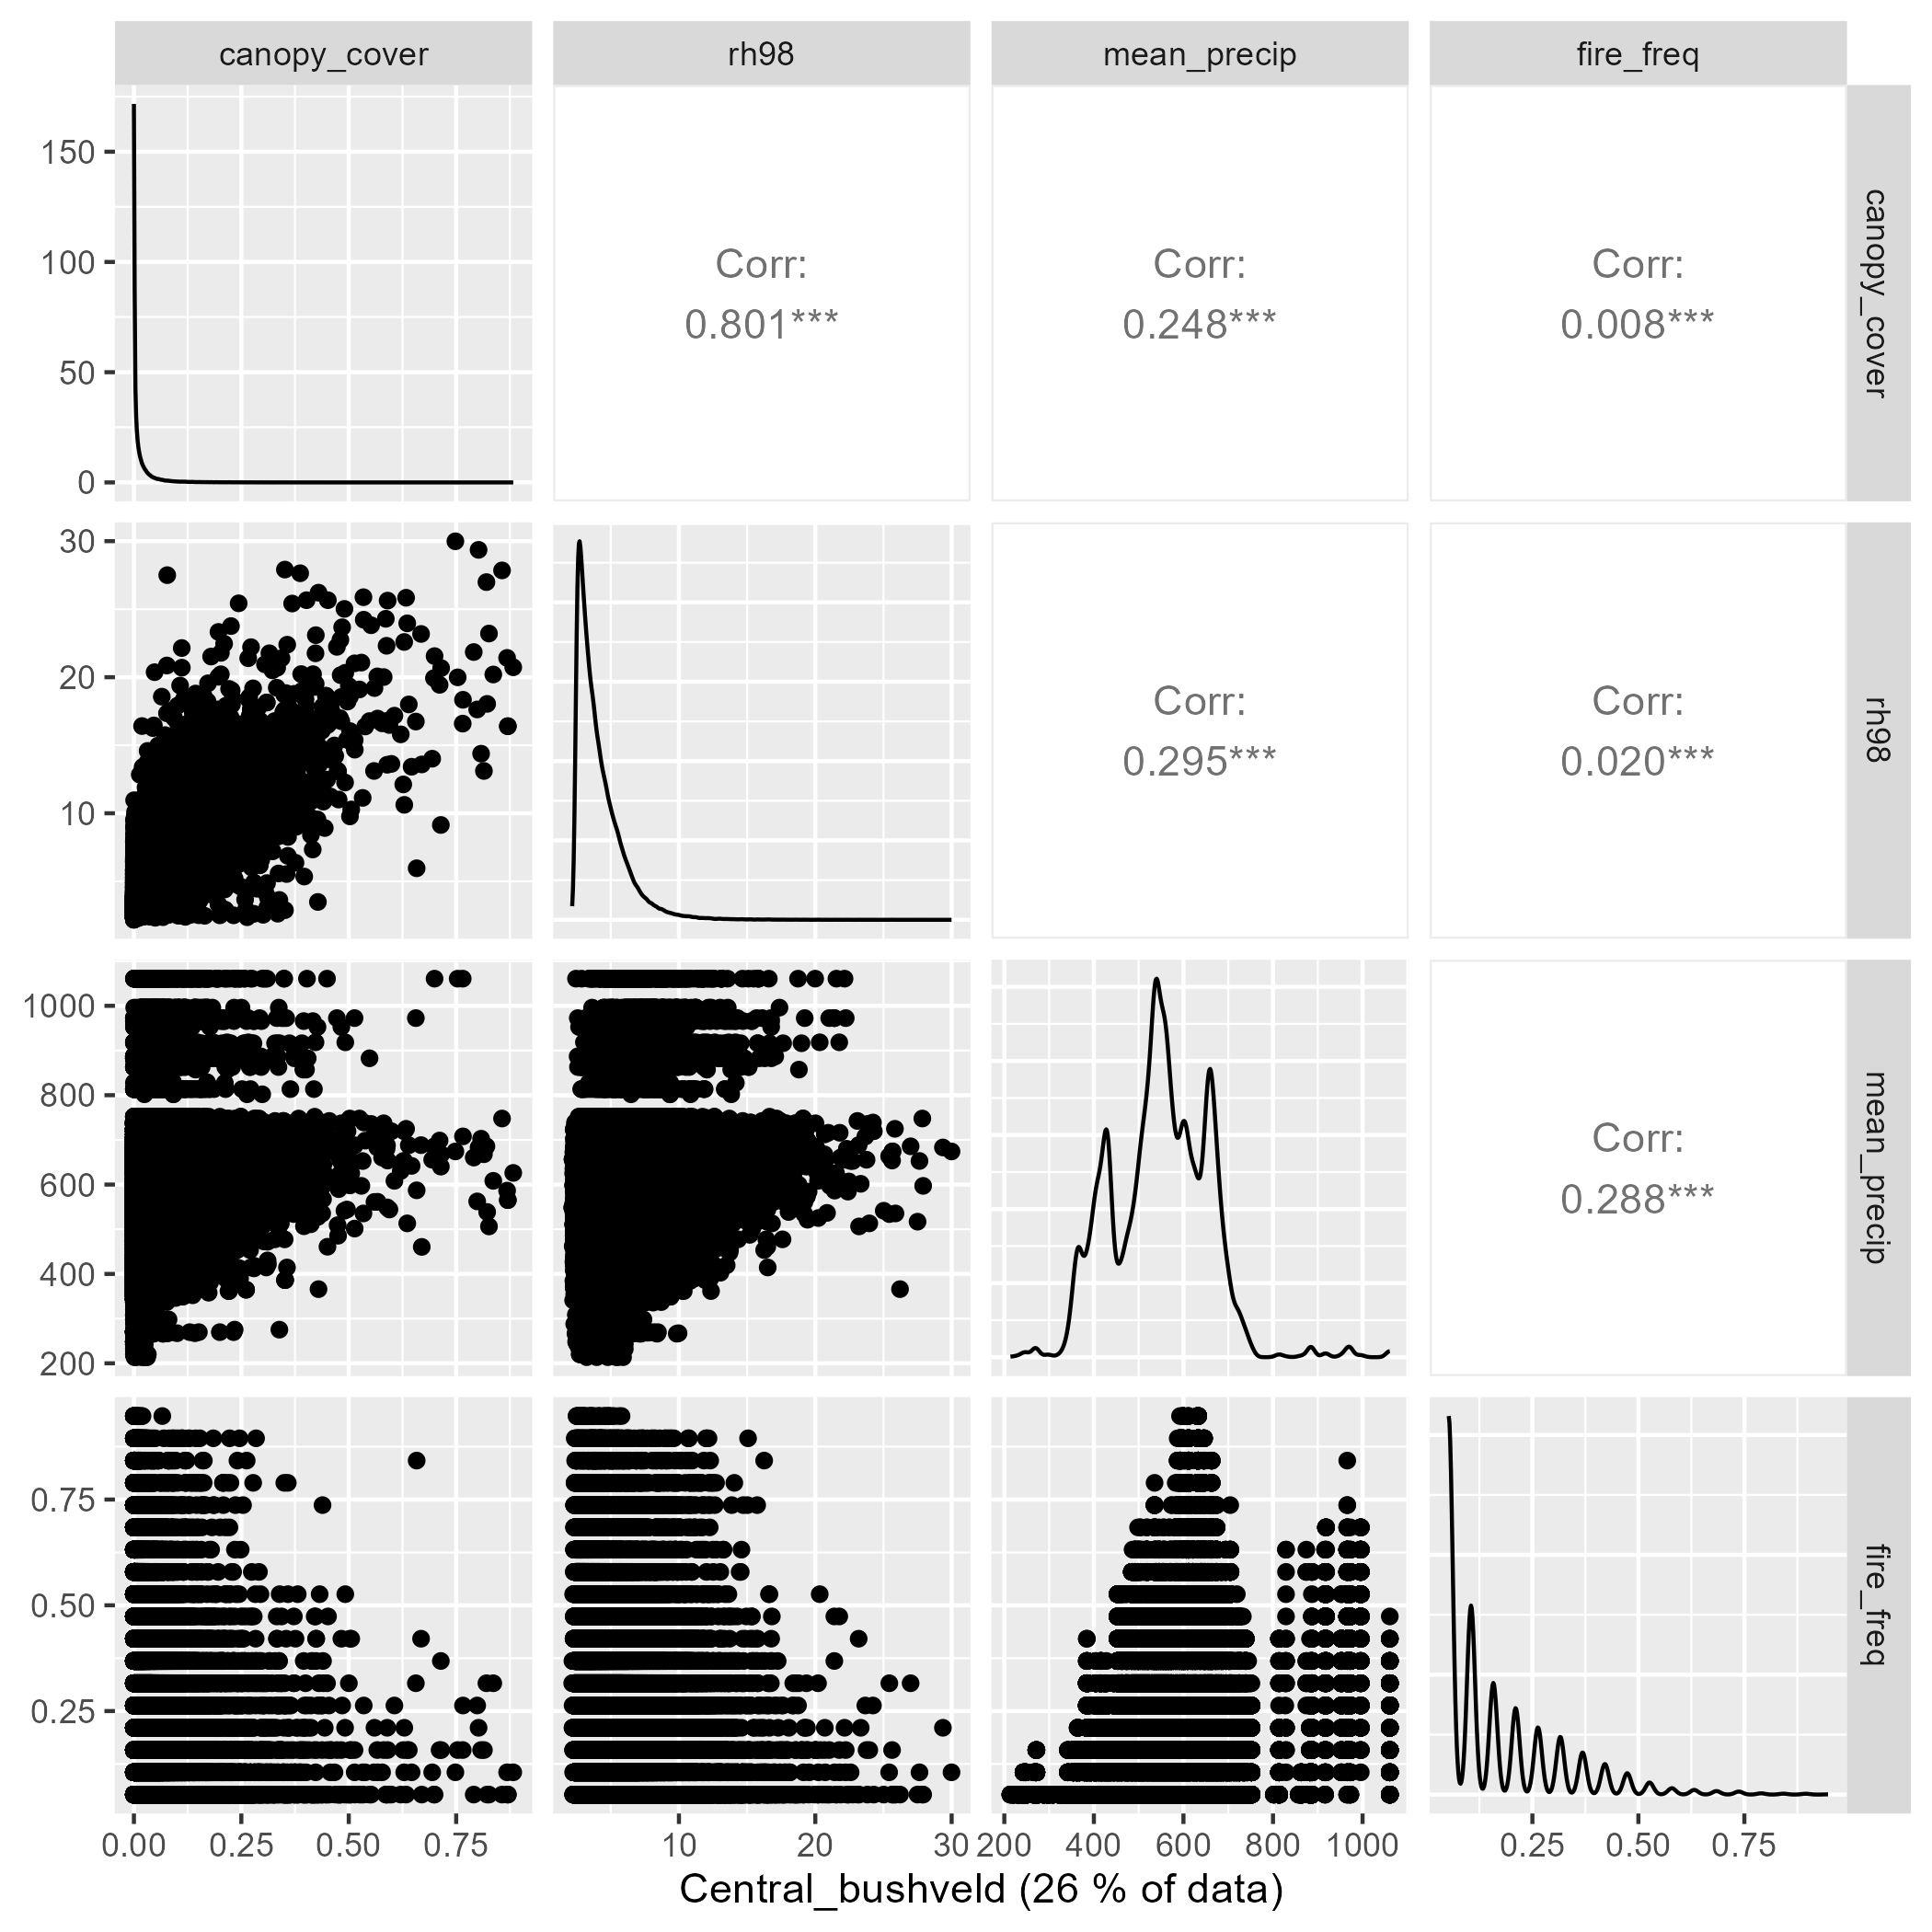 canopy_cover
rh98
mean_precip
fire_freq
150
100
50
0
Corr:
0.801***
Corr:
0.248***
Corr:
0.008***
canopy_cover
30
20
10
Corr:
0.295***
Corr:
0.020***
rh98
1000
800
600
400
200
Corr:
0.288***
mean_precip
0.75
0.50
0.25
fire_freq
0.00 0.25 0.50 0.75
10 20 30
200 400 600 800 1000
0.25 0.50 0.75
Central_bushveld (26 % of data)